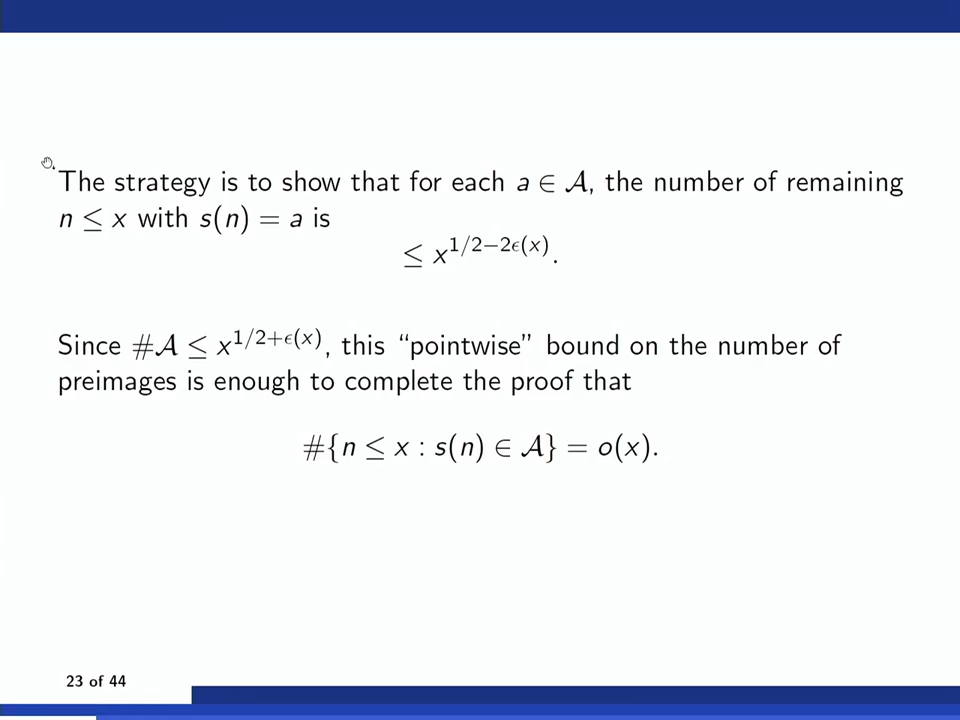 The strategy is to show that for each a ∈ 𝒜, the number of remaining
n ≤ x with s(n) = a is
≤ x^{1/2−2ϵ(x)}.
Since #𝒜 ≤ x^{1/2+ϵ(x)}, this “pointwise” bound on the number of
preimages is enough to complete the proof that
#{n ≤ x : s(n) ∈ 𝒜} = o(x).
23 of 44